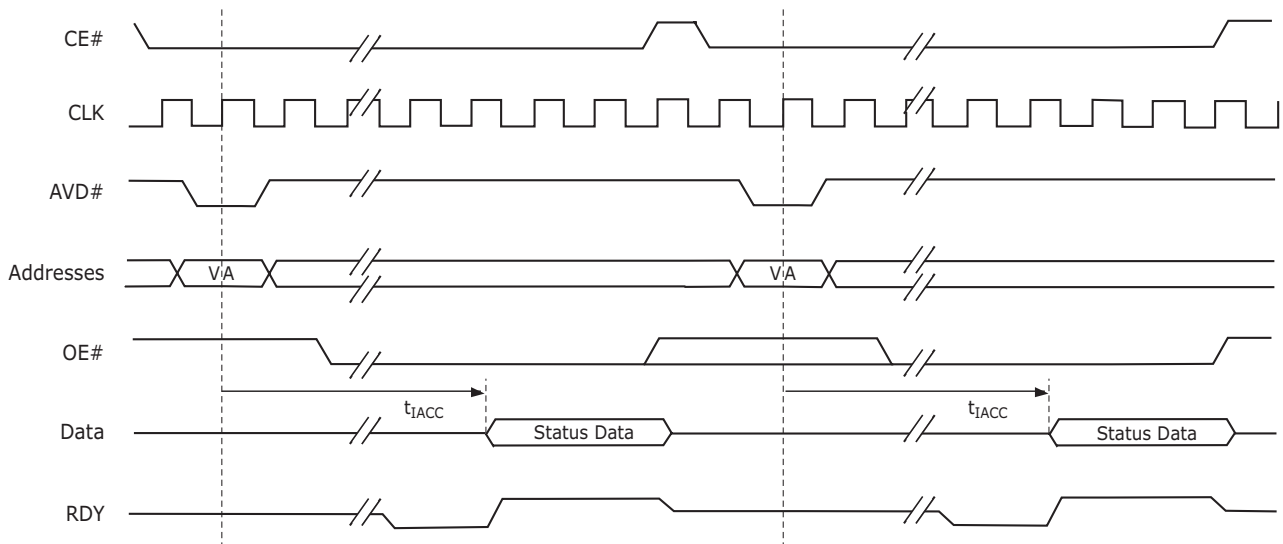 CE#
CLK
AVD#
Addresses
VA
VA
OE#
tIACC
tIACC
Data
Status Data
Status Data
RDY